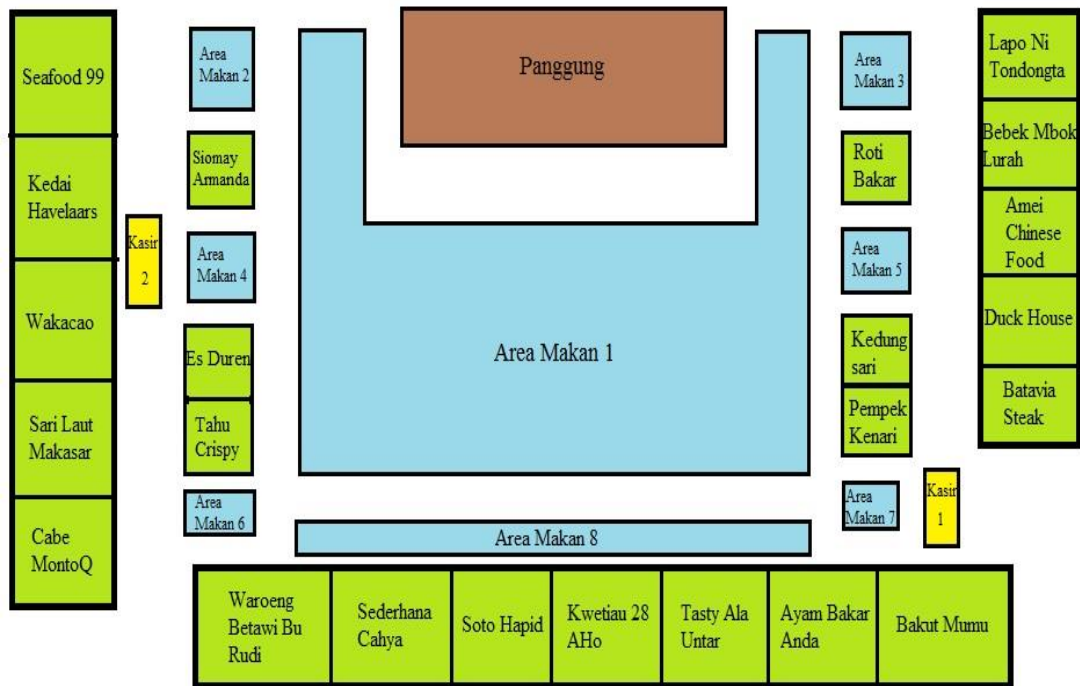 Seafood 99
Kedai
Havelaars
Wakacao
Sari Laut
Makasar
Cabe
MontoQ
Kasir
2
Area
Makan 2
Siomay
Armanda
Area
Makan 4
Es Duren
Tahu
Crispy
Area
Makan 6
Panggung
Area Makan 1
Area Makan 8
Area
Makan 3
Roti
Bakar
Area
Makan 5
Kedung
sari
Pempek
Kenari
Area
Makan 7
Kasir
1
Lapo Ni
Tondongta
Bebek Mbok
Lurah
Amei
Chinese
Food
Duck House
Batavia
Steak
Waroeng
Betawi Bu
Rudi
Sederhana
Cahya
Soto Hapid
Kwetiau 28
AHo
Tasty Ala
Untar
Ayam Bakar
Anda
Bakut Mumu